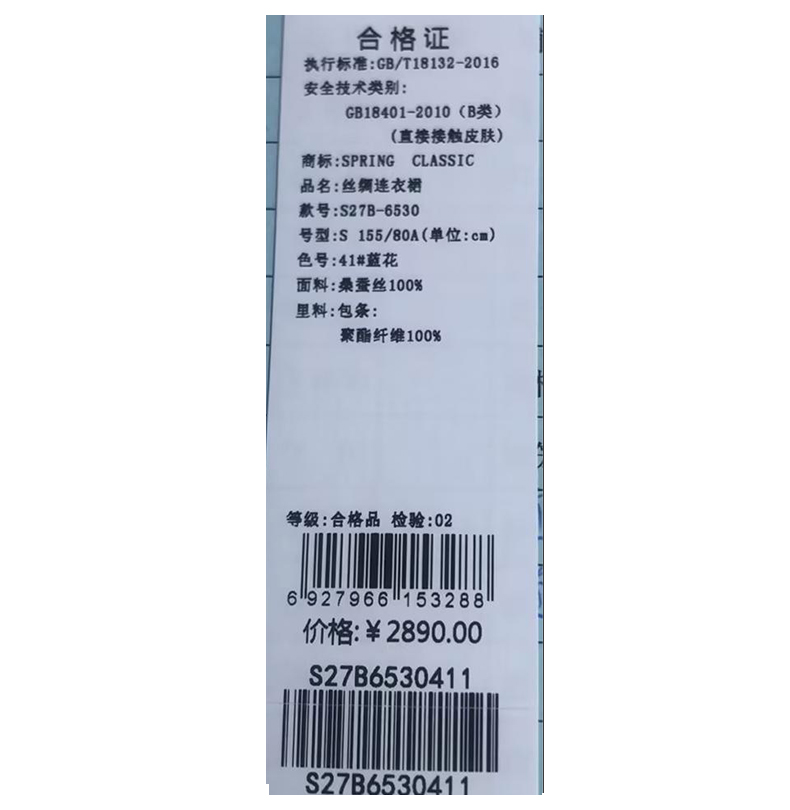 合格证
执行标准:GB/T18132-2016
安全技术类别:
GB18401-2010（B类）
(直接接触皮肤)
商标:SPRING CLASSIC
品名:丝绸连衣裙
款号:S27B-6530
号型:S 155/80A(单位:cm)
色号:41#蓝花
面料:桑蚕丝100%
里料:包条:
聚酯纤维100%
等级:合格品 检验:02
6 927966 153288
价格:￥2890.00
S27B6530411
S27B6530411